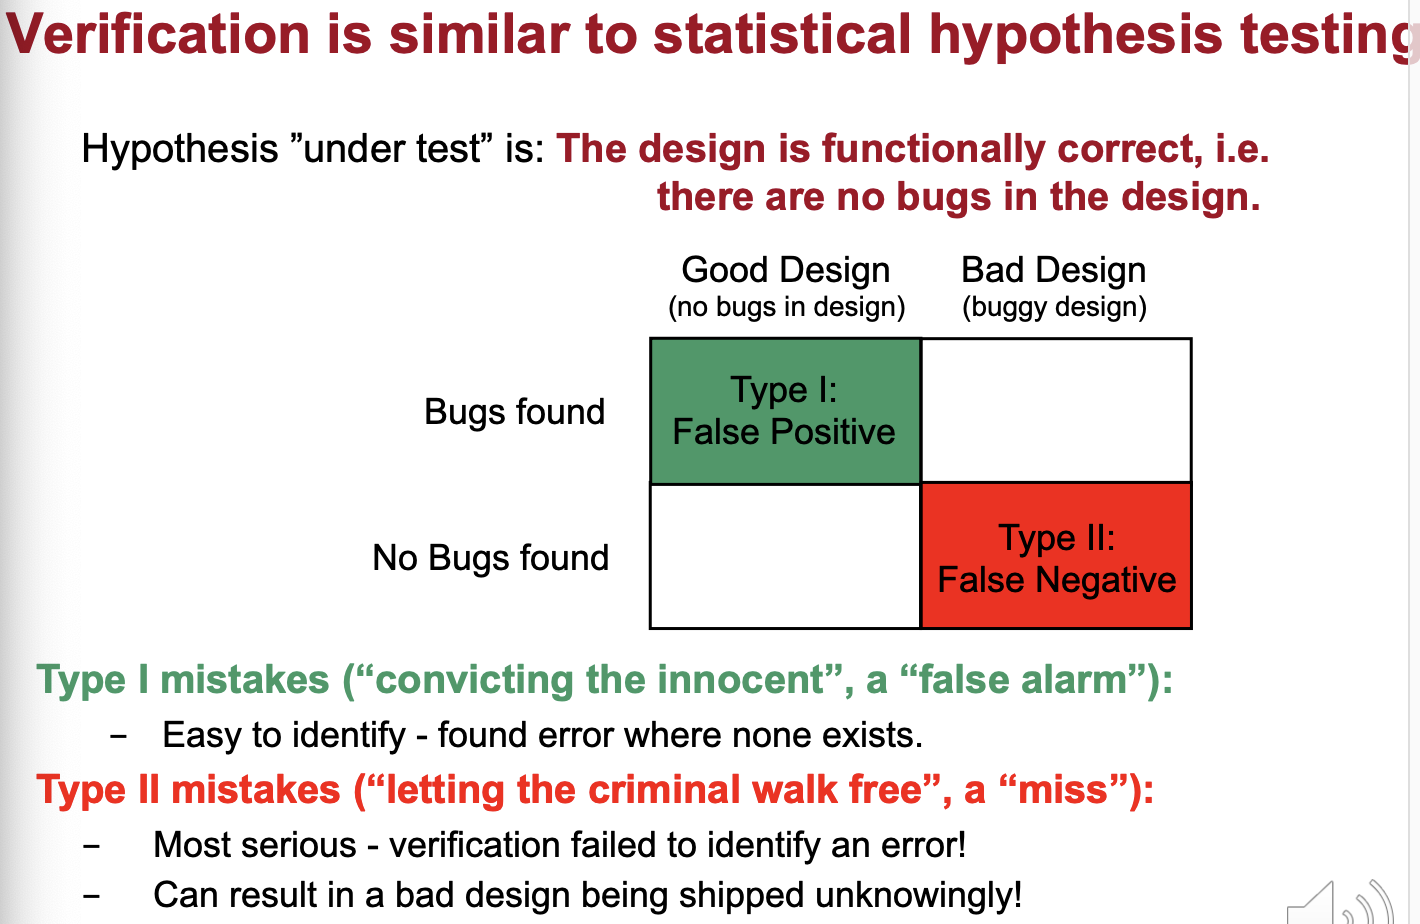 Verification is similar to statistical hypothesis testing
Hypothesis ”under test” is: The design is functionally correct, i.e.
there are no bugs in the design.
Good Design Bad Design
(no bugs in design) (buggy design)
Type I:
Bugs found
False Positive
Type II:
No Bugs found
False Negative
Type I mistakes (“convicting the innocent”, a “false alarm”):
– Easy to identify - found error where none exists.
Type II mistakes (“letting the criminal walk free”, a “miss”):
– Most serious - verification failed to identify an error!
– Can result in a bad design being shipped unknowingly!